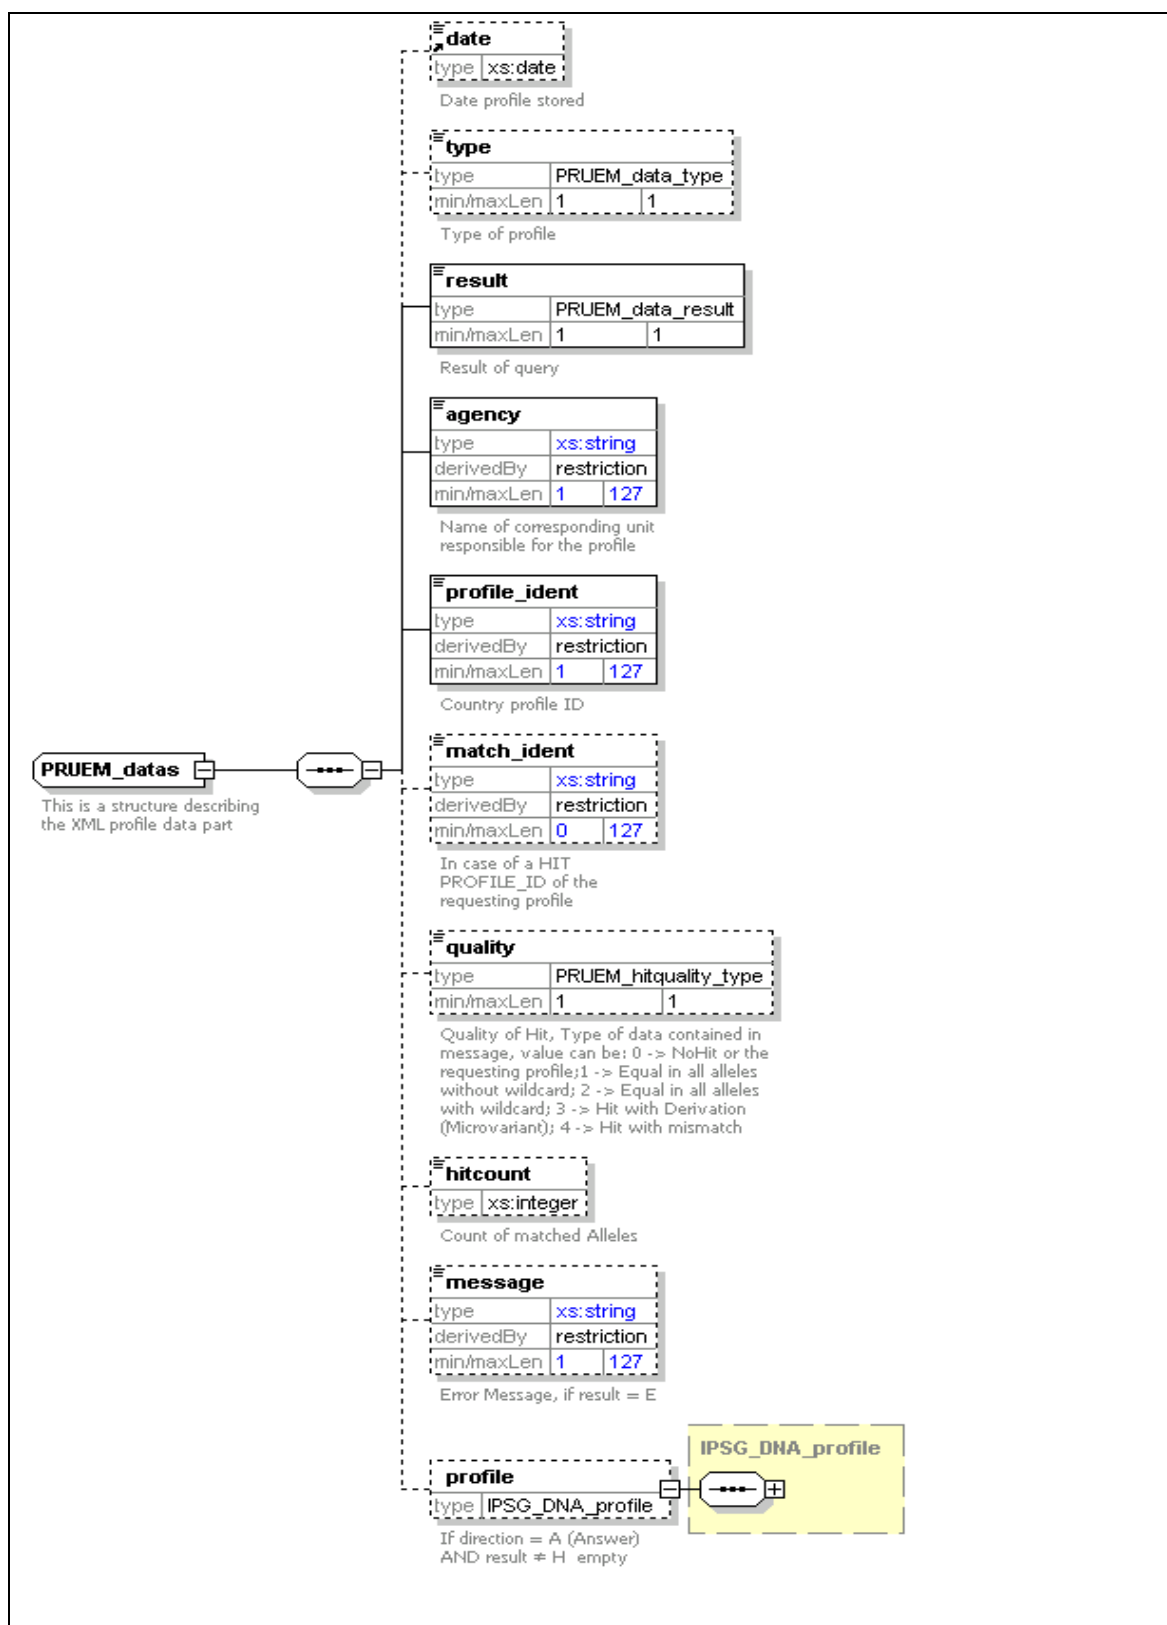 date
type xs:date
Date profile stored
type
type PRUEM_data_type
min/maxLen 1 1
Type of profile
result
type PRUEM_data_result
min/maxLen 1 1
Result of query
agency
type xs:string
derivedBy restriction
min/maxLen 1 127
Name of corresponding unit
responsible for the profile
profile_ident
type xs:string
derivedBy restriction
min/maxLen 1 127
Country profile ID
PRUEM_datas
This is a structure describing
the XML profile data part
match_ident
type xs:string
derivedBy restriction
min/maxLen 0 127
In case of a HIT
PROFILE_ID of the
requesting profile
quality
type PRUEM_hitquality_type
min/maxLen 1 1
Quality of Hit, Type of data contained in
message, value can be: 0 -> NoHit or the
requesting profile;1 -> Equal in all alleles
without wildcard; 2 -> Equal in all alleles
with wildcard; 3 -> Hit with Derivation
(Microvariant); 4 -> Hit with mismatch
hitcount
type xs:integer
Count of matched Alleles
message
type xs:string
derivedBy restriction
min/maxLen 1 127
Error Message, if result = E
profile
type IPSG_DNA_profile
IPSG_DNA_profile
If direction = A (Answer)
AND result ≠ H empty